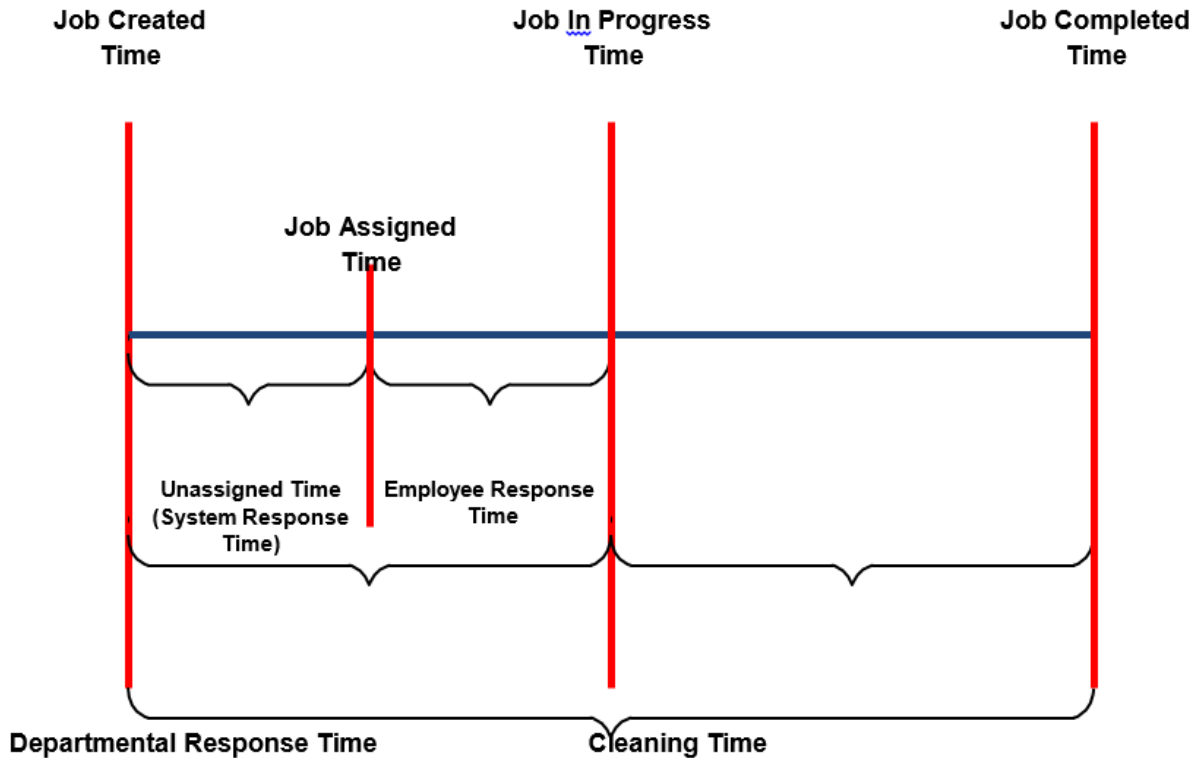 Job Created
Time
Job In Progress
Time
Job Completed
Time
Job Assigned
Time
Unassigned Time
(System Response
Time)
Employee Response
Time
Departmental Response Time
Cleaning Time